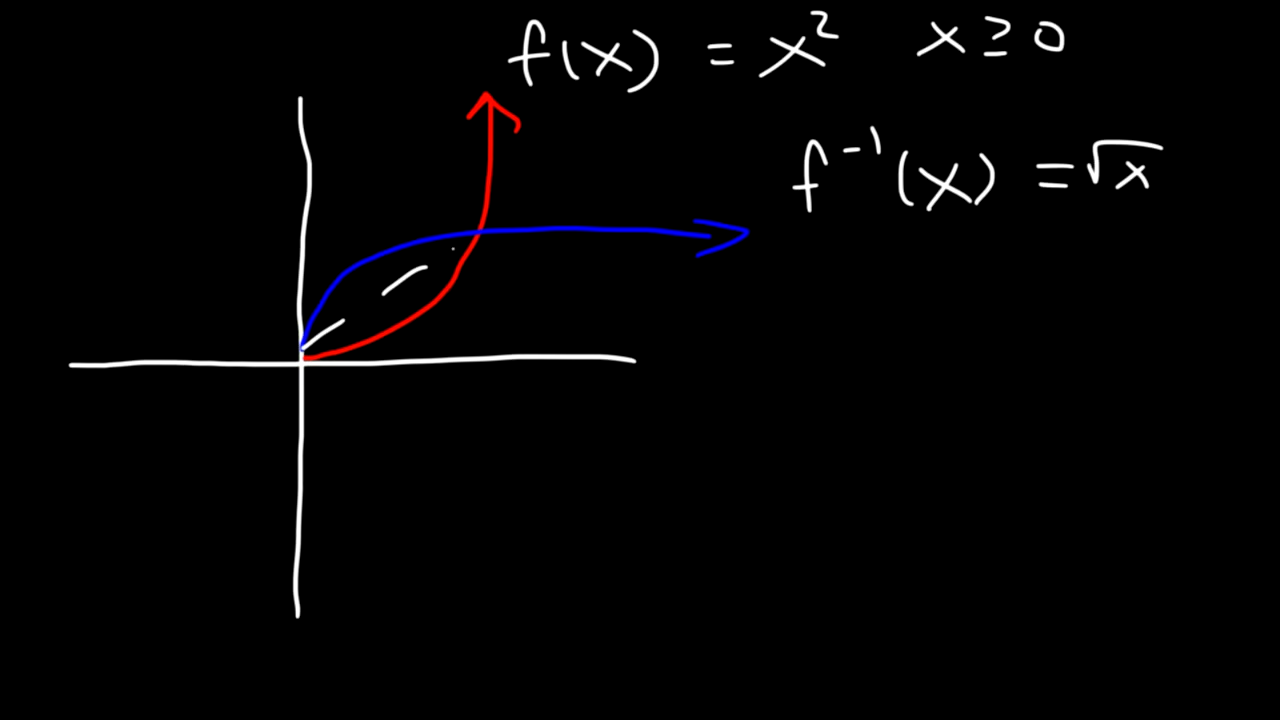 f(x) = x² x ≥ 0
f⁻¹(x) = √x